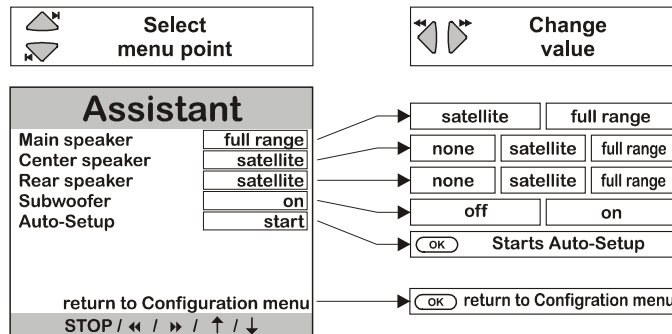 Select
menu point
Change
value
Assistant
Main speaker full range
Center speaker satellite
Rear speaker satellite
Subwoofer on
Auto-Setup start
return to Configuration menu
STOP / ◂◂ / ▸▸ / ↑ / ↓
satellite full range
none satellite full range
none satellite full range
off on
OK Starts Auto-Setup
OK return to Configration menu